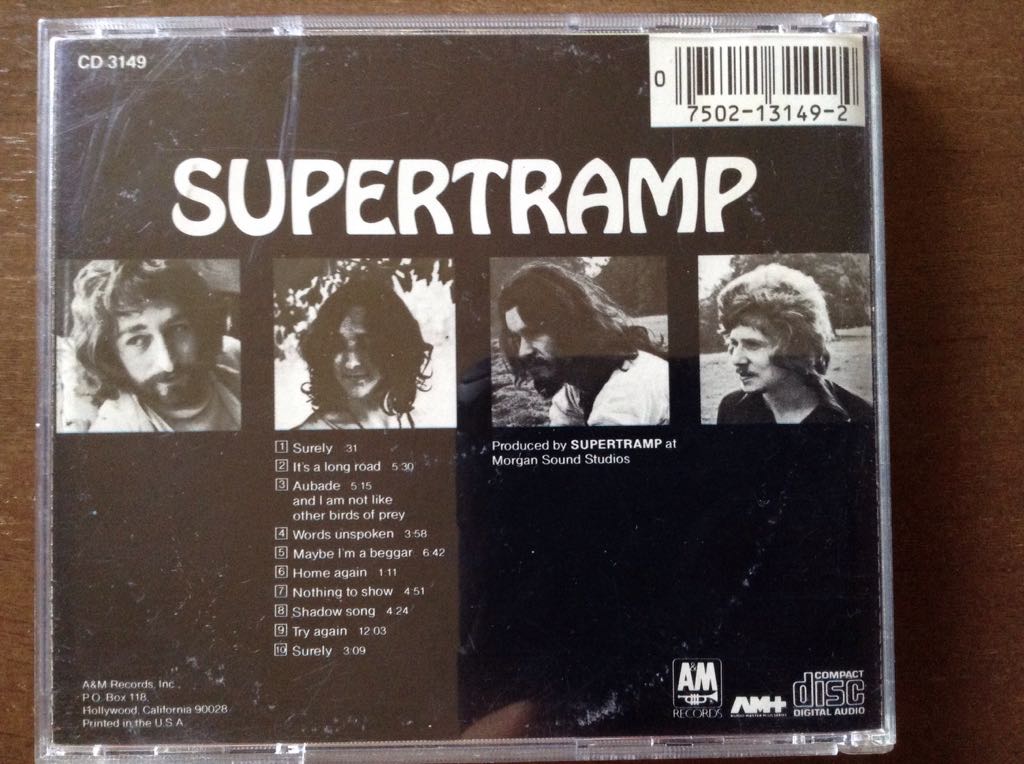 CD 3149
0
7502-13149-2
SUPERTRAMP
1 Surely :31
2 It's a long road 5:30
3 Aubade 5:15
and I am not like
other birds of prey
4 Words unspoken 3:58
5 Maybe I'm a beggar 6:42
6 Home again 1:11
7 Nothing to show 4:51
8 Shadow song 4:24
9 Try again 12:03
10 Surely 3:09
Produced by SUPERTRAMP at
Morgan Sound Studios
A&M Records, Inc.,
P.O. Box 118,
Hollywood, California 90028
Printed in the U.S.A.
A&M
RECORDS
AM+
COMPACT
disc
DIGITAL AUDIO